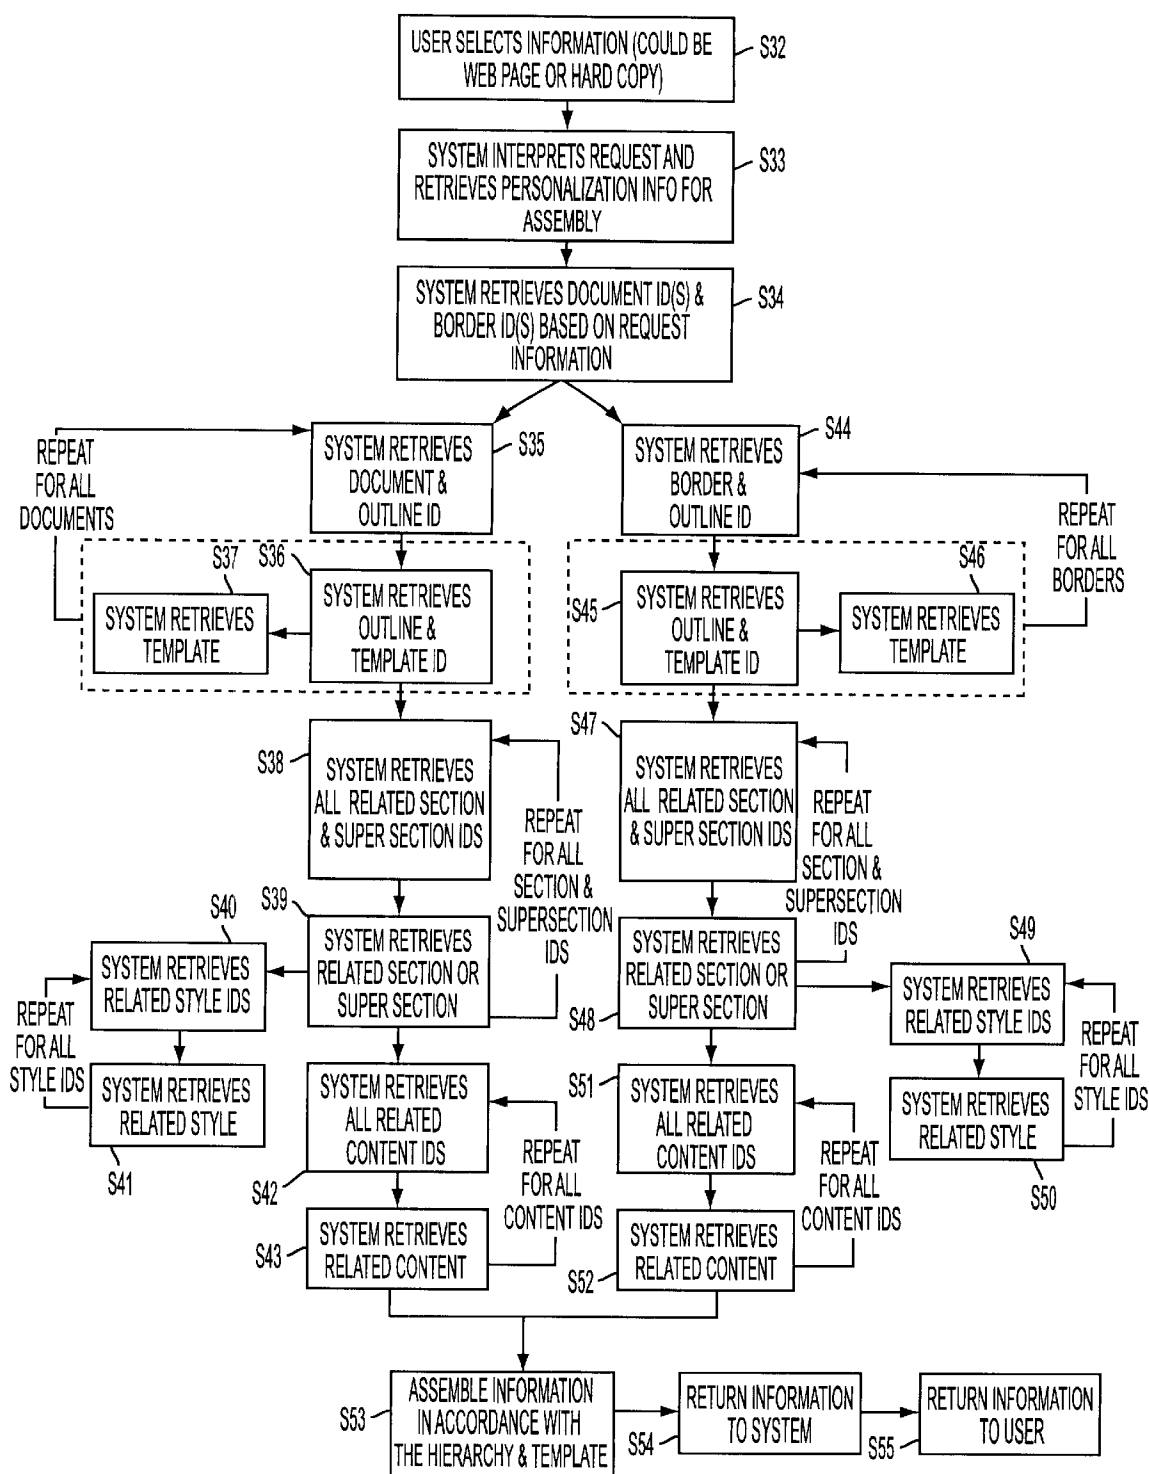 USER SELECTS INFORMATION (COULD BE
WEB PAGE OR HARD COPY)
S32
SYSTEM INTERPRETS REQUEST AND
RETRIEVES PERSONALIZATION INFO FOR
ASSEMBLY
S33
SYSTEM RETRIEVES DOCUMENT ID(S) &
BORDER ID(S) BASED ON REQUEST
INFORMATION
S34
REPEAT
FOR ALL
DOCUMENTS
SYSTEM RETRIEVES
DOCUMENT &
OUTLINE ID
S35
SYSTEM RETRIEVES
BORDER &
OUTLINE ID
S44
REPEAT
FOR ALL
BORDERS
S37
SYSTEM RETRIEVES
TEMPLATE
S36
SYSTEM RETRIEVES
OUTLINE &
TEMPLATE ID
S45
SYSTEM RETRIEVES
OUTLINE &
TEMPLATE ID
S46
SYSTEM RETRIEVES
TEMPLATE
S38
SYSTEM RETRIEVES
ALL RELATED SECTION
& SUPER SECTION IDS
REPEAT
FOR ALL
SECTION &
SUPERSECTION
IDS
S47
SYSTEM RETRIEVES
ALL RELATED SECTION
& SUPER SECTION IDS
REPEAT
FOR ALL
SECTION &
SUPERSECTION
IDS
S40
SYSTEM RETRIEVES
RELATED STYLE IDS
REPEAT
FOR ALL
STYLE IDS
SYSTEM RETRIEVES
RELATED STYLE
S41
S39
SYSTEM RETRIEVES
RELATED SECTION OR
SUPER SECTION
SYSTEM RETRIEVES
RELATED SECTION OR
SUPER SECTION
S48
S49
SYSTEM RETRIEVES
RELATED STYLE IDS
REPEAT
FOR ALL
STYLE IDS
SYSTEM RETRIEVES
RELATED STYLE
S50
SYSTEM RETRIEVES
ALL RELATED
CONTENT IDS
S42
REPEAT
FOR ALL
CONTENT IDS
S51
SYSTEM RETRIEVES
ALL RELATED
CONTENT IDS
REPEAT
FOR ALL
CONTENT IDS
S43
SYSTEM RETRIEVES
RELATED CONTENT
SYSTEM RETRIEVES
RELATED CONTENT
S52
S53
ASSEMBLE INFORMATION
IN ACCORDANCE WITH
THE HIERARCHY & TEMPLATE
RETURN INFORMATION
TO SYSTEM
S54
RETURN INFORMATION
TO USER
S55